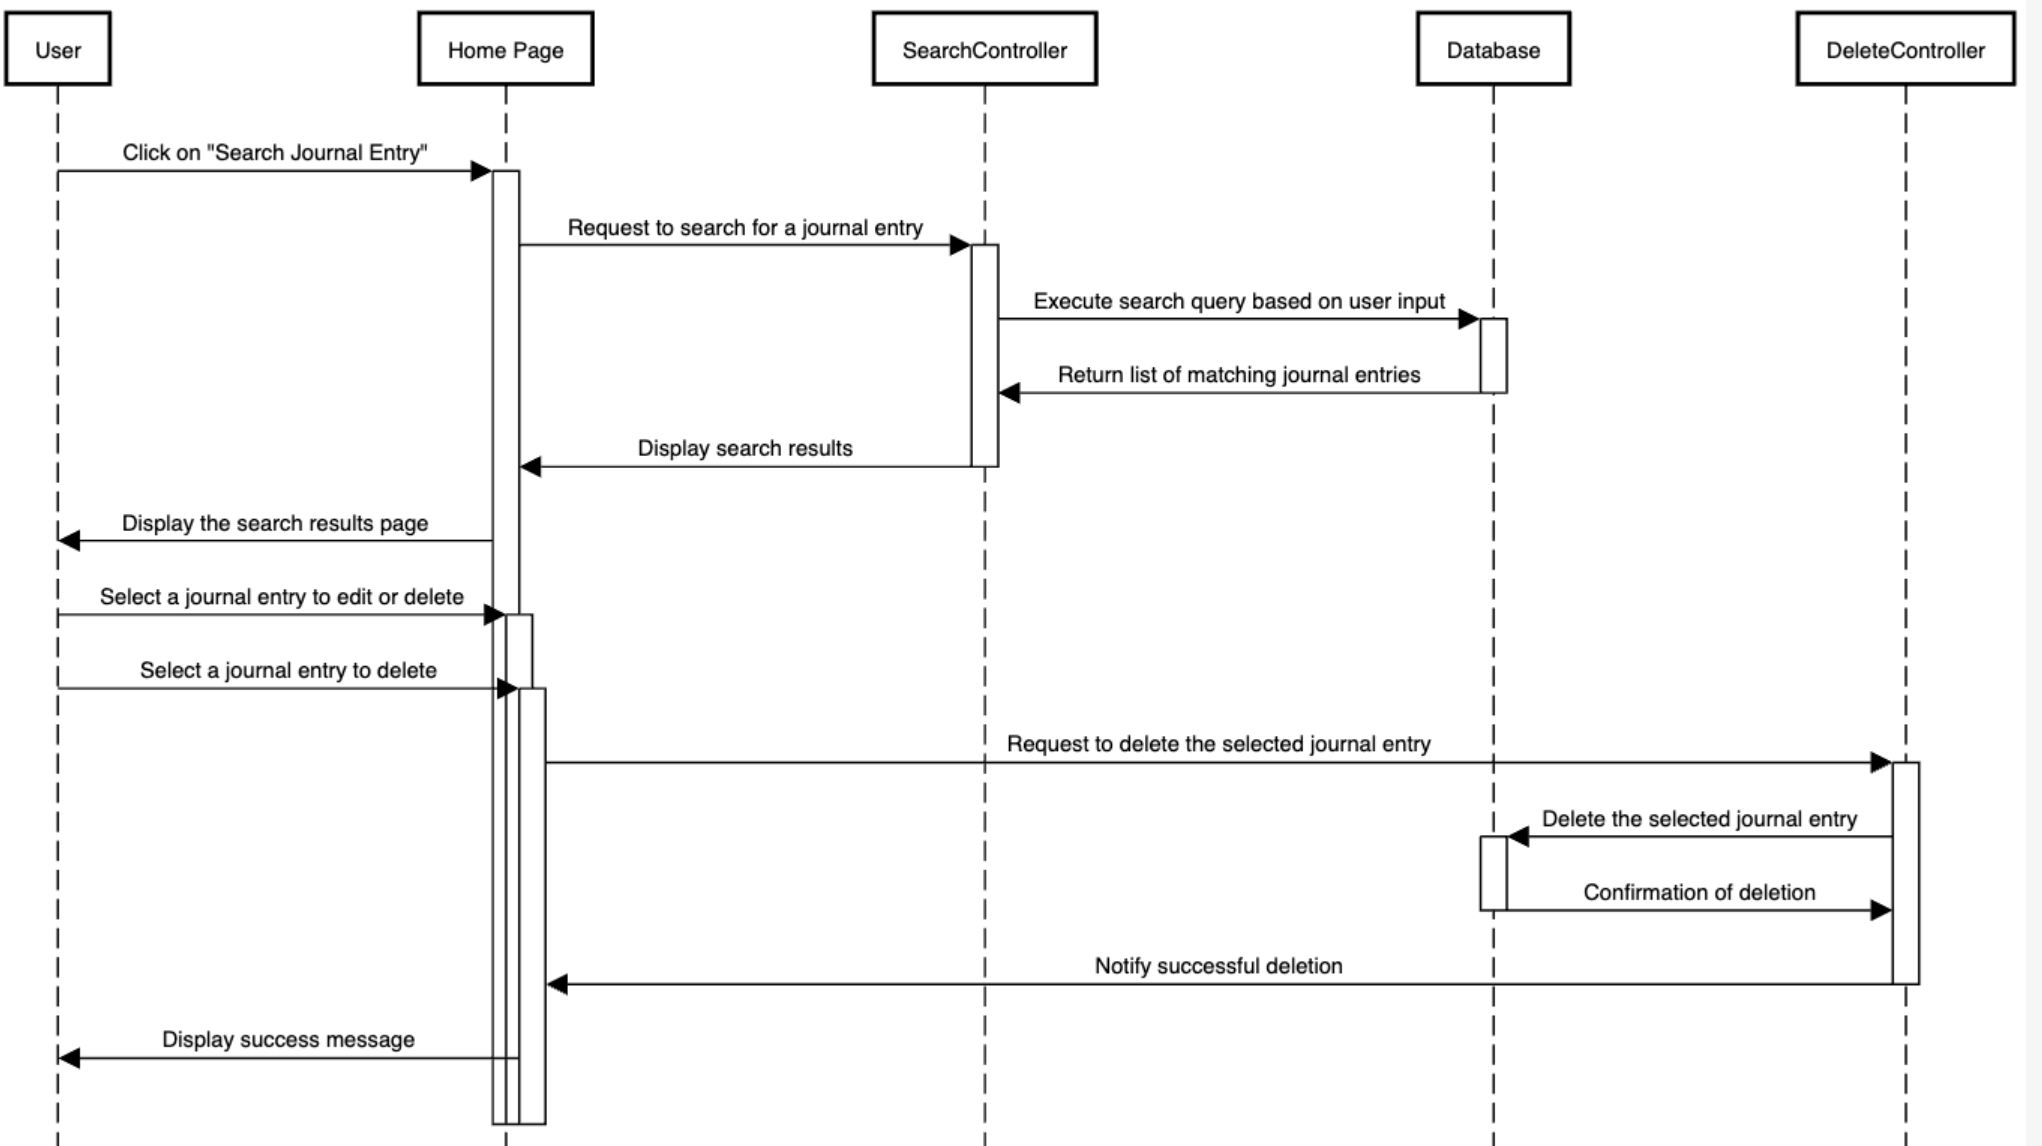 User
Home Page
SearchController
Database
DeleteController
Click on "Search Journal Entry"
Request to search for a journal entry
Execute search query based on user input
Return list of matching journal entries
Display search results
Display the search results page
Select a journal entry to edit or delete
Select a journal entry to delete
Request to delete the selected journal entry
Delete the selected journal entry
Confirmation of deletion
Notify successful deletion
Display success message